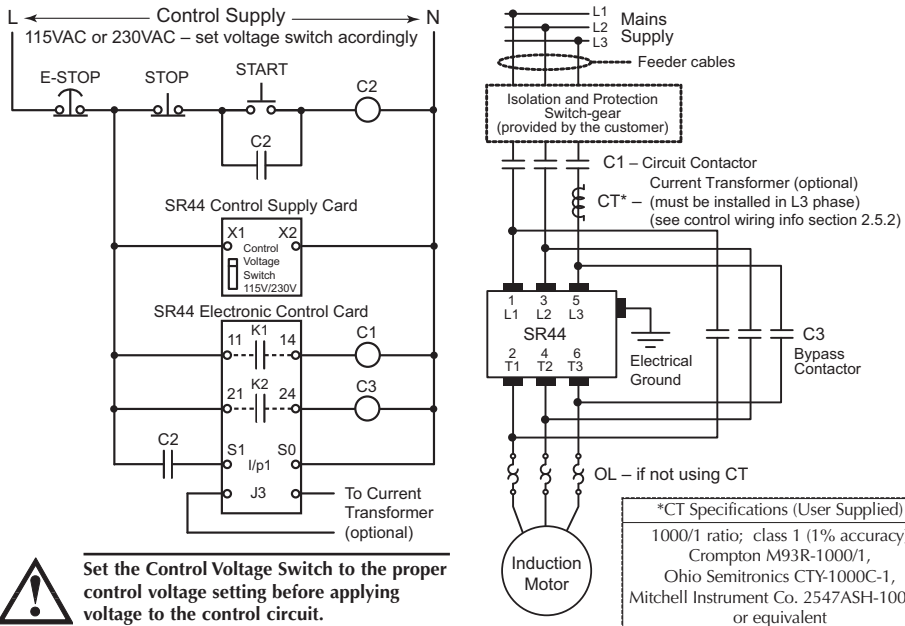 L Control Supply N
115VAC or 230VAC – set voltage switch acordingly
E-STOP STOP START C2
C2
SR44 Control Supply Card
X1 X2
Control
Voltage
Switch
115V/230V
SR44 Electronic Control Card
11 K1 14 C1
21 K2 24 C3
C2 S1 S0
I/p1
J3
To Current
Transformer
(optional)
Set the Control Voltage Switch to the proper
control voltage setting before applying
voltage to the control circuit.
L1
L2
L3
Mains
Supply
Feeder cables
Isolation and Protection
Switch-gear
(provided by the customer)
C1 – Circuit Contactor
Current Transformer (optional)
CT* – (must be installed in L3 phase)
(see control wiring info section 2.5.2)
1 3 5
L1 L2 L3
SR44
2 4 6
T1 T2 T3
Electrical
Ground
C3
Bypass
Contactor
OL – if not using CT
Induction
Motor
*CT Specifications (User Supplied)
1000/1 ratio; class 1 (1% accuracy)
Crompton M93R-1000/1,
Ohio Semitronics CTY-1000C-1,
Mitchell Instrument Co. 2547ASH-100
or equivalent